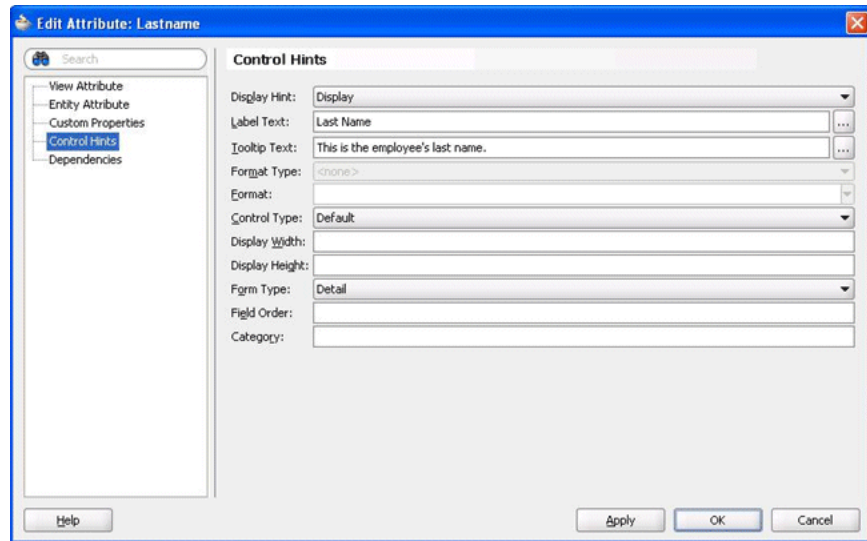 Edit Attribute: Lastname
Search
View Attribute
Entity Attribute
Custom Properties
Control Hints
Dependencies
Control Hints
Display Hint: Display
Label Text: Last Name ...
Tooltip Text: This is the employee's last name. ...
Format Type: <none>
Format:
Control Type: Default
Display Width:
Display Height:
Form Type: Detail
Field Order:
Category:
Help Apply OK Cancel